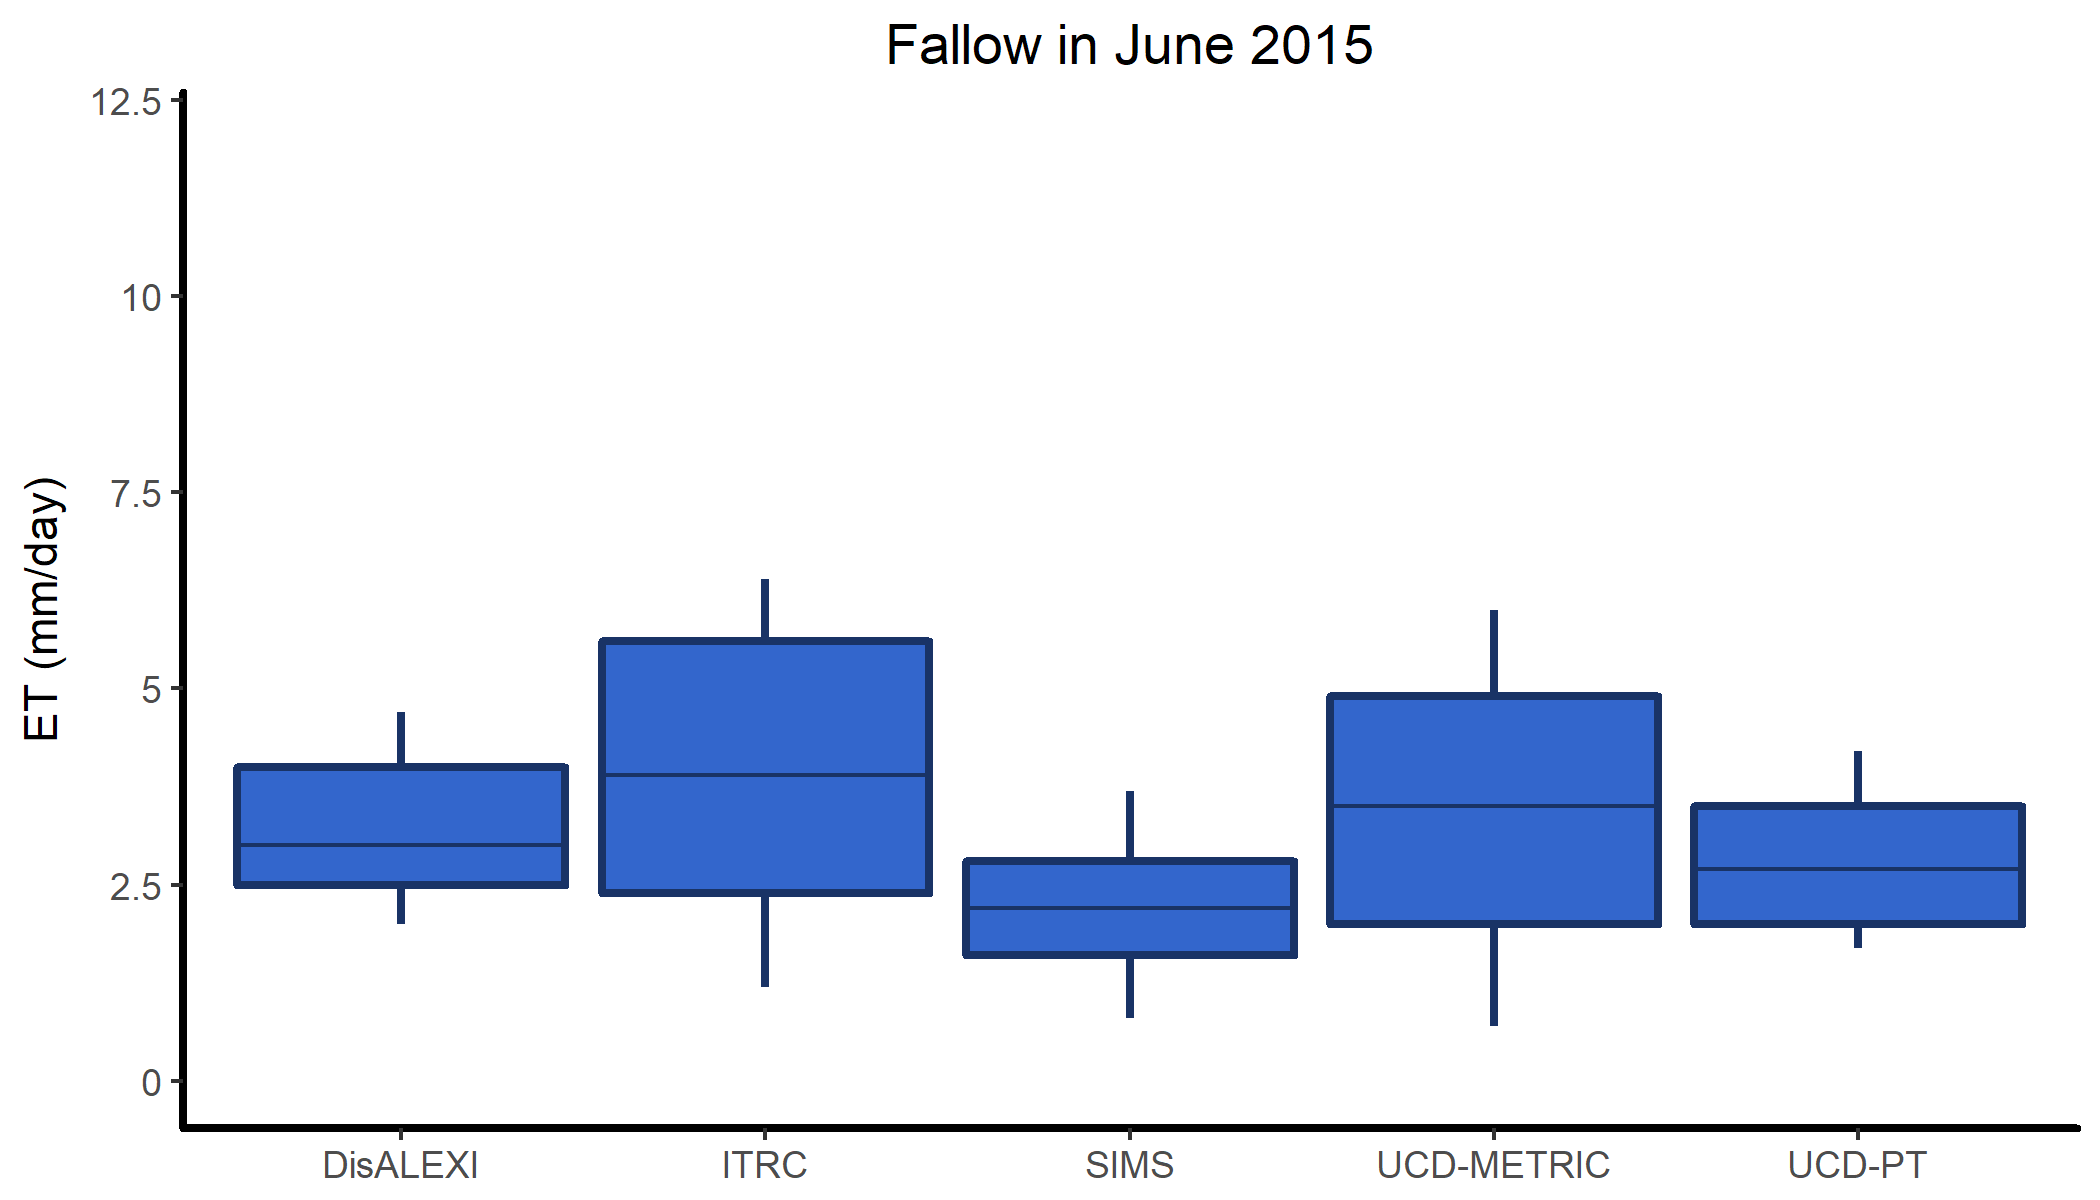 Fallow in June 2015
ET (mm/day)
12.5
10
7.5
5
2.5
0
DisALEXI
ITRC
SIMS
UCD-METRIC
UCD-PT